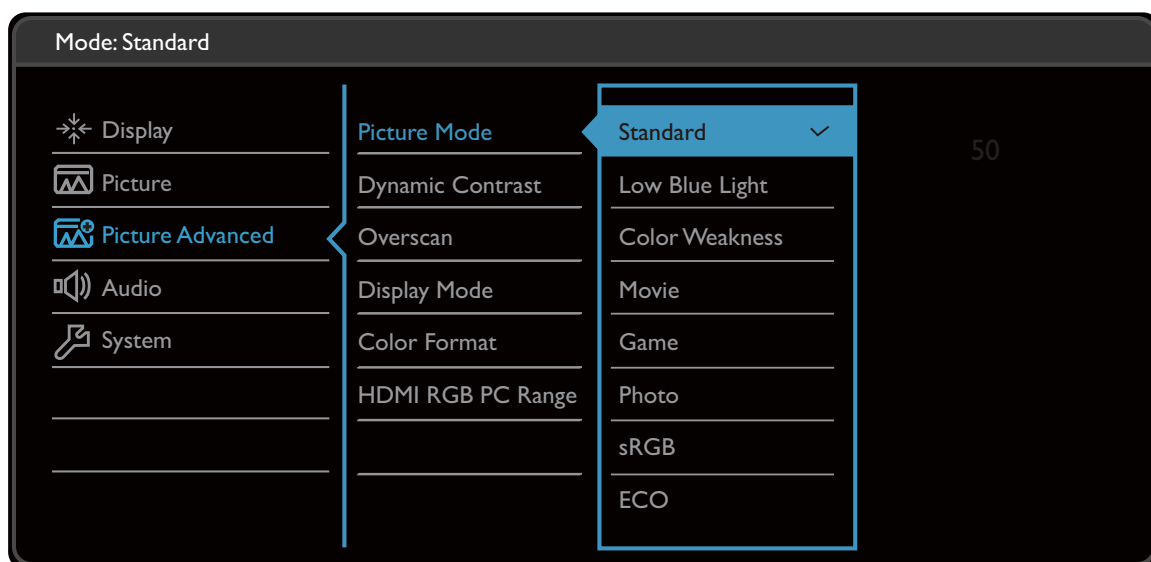 Mode: Standard
Display
Picture
Picture Advanced
Audio
System
Picture Mode
Dynamic Contrast
Overscan
Display Mode
Color Format
HDMI RGB PC Range
Standard
Low Blue Light
Color Weakness
Movie
Game
Photo
sRGB
ECO
50